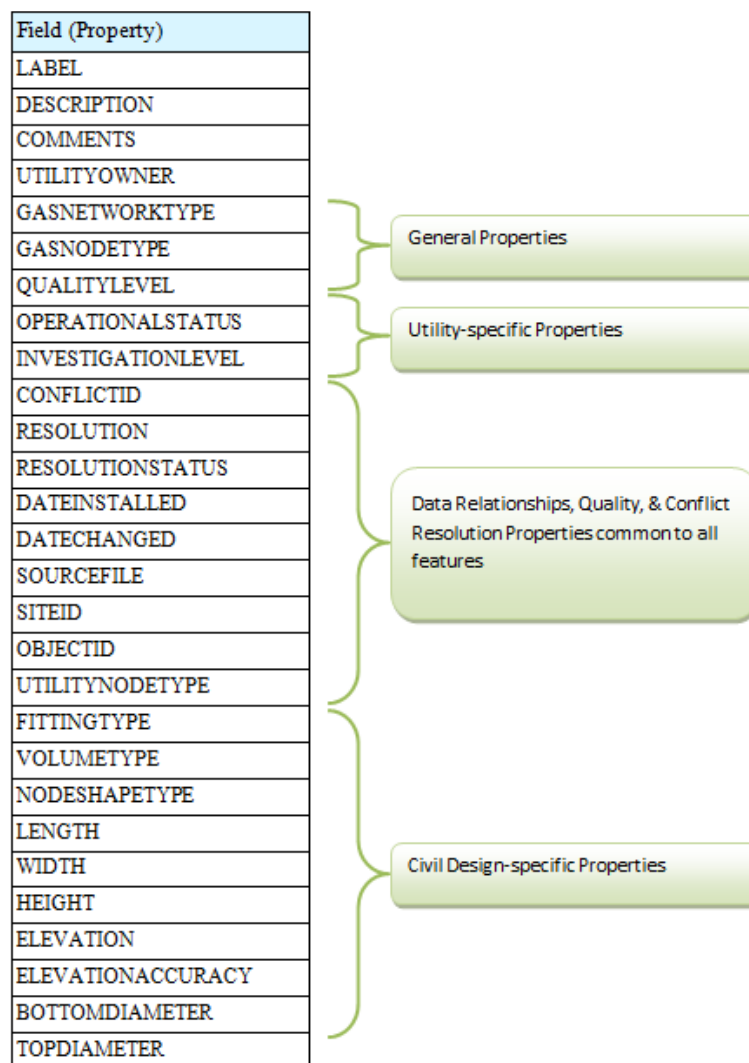 Field (Property)
LABEL
DESCRIPTION
COMMENTS
UTILITYOWNER
GASNETWORKTYPE
GASNODETYPE
QUALITYLEVEL
OPERATIONALSTATUS
INVESTIGATIONLEVEL
CONFLICTID
RESOLUTION
RESOLUTIONSTATUS
DATEINSTALLED
DATECHANGED
SOURCEFILE
SITEID
OBJECTID
UTILITYNODETYPE
FITTINGTYPE
VOLUMETYPE
NODESHAPETYPE
LENGTH
WIDTH
HEIGHT
ELEVATION
ELEVATIONACCURACY
BOTTOMDIAMETER
TOPDIAMETER
General Properties
Utility-specific Properties
Data Relationships, Quality, & Conflict
Resolution Properties common to all
features
Civil Design-specific Properties